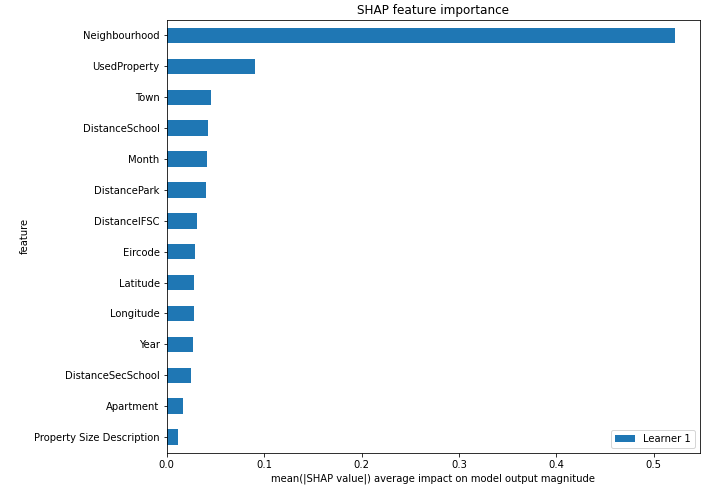 SHAP feature importance
Neighbourhood
UsedProperty
Town
DistanceSchool
Month
DistancePark
DistanceIFSC
Eircode
Latitude
Longitude
Year
DistanceSecSchool
Apartment
Property Size Description
feature
Learner 1
0.0 0.1 0.2 0.3 0.4 0.5
mean(|SHAP value|) average impact on model output magnitude